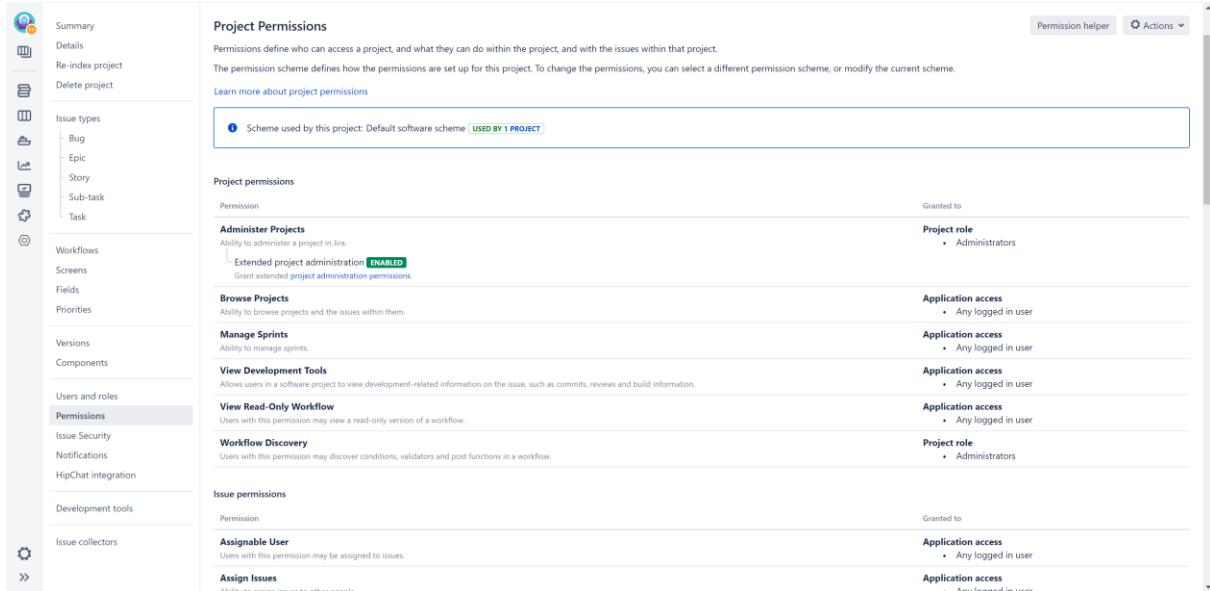 Summary
Details
Re-index project
Delete project
Issue types
Bug
Epic
Story
Sub-task
Task
Workflows
Screens
Fields
Priorities
Versions
Components
Users and roles
Permissions
Issue Security
Notifications
HipChat integration
Development tools
Issue collectors
Project Permissions
Permission helper
Actions
Permissions define who can access a project, and what they can do within the project, and with the issues within that project.
The permission scheme defines how the permissions are set up for this project. To change the permissions, you can select a different permission scheme, or modify the current scheme.
Learn more about project permissions
Scheme used by this project: Default software scheme USED BY 1 PROJECT
Project permissions
Permission Granted to
Administer Projects Project role
Ability to administer a project in Jira. • Administrators
Extended project administration ENABLED
Grant extended project administration permissions.
Browse Projects Application access
Ability to browse projects and the issues within them. • Any logged in user
Manage Sprints Application access
Ability to manage sprints. • Any logged in user
View Development Tools Application access
Allows users in a software project to view development-related information on the issue, such as commits, reviews and build information. • Any logged in user
View Read-Only Workflow Application access
Users with this permission may view a read-only version of a workflow. • Any logged in user
Workflow Discovery Project role
Users with this permission may discover conditions, validators and post functions in a workflow. • Administrators
Issue permissions
Permission Granted to
Assignable User Application access
Users with this permission may be assigned to issues. • Any logged in user
Assign Issues Application access
Ability to assign issues to other people. • Any logged in user